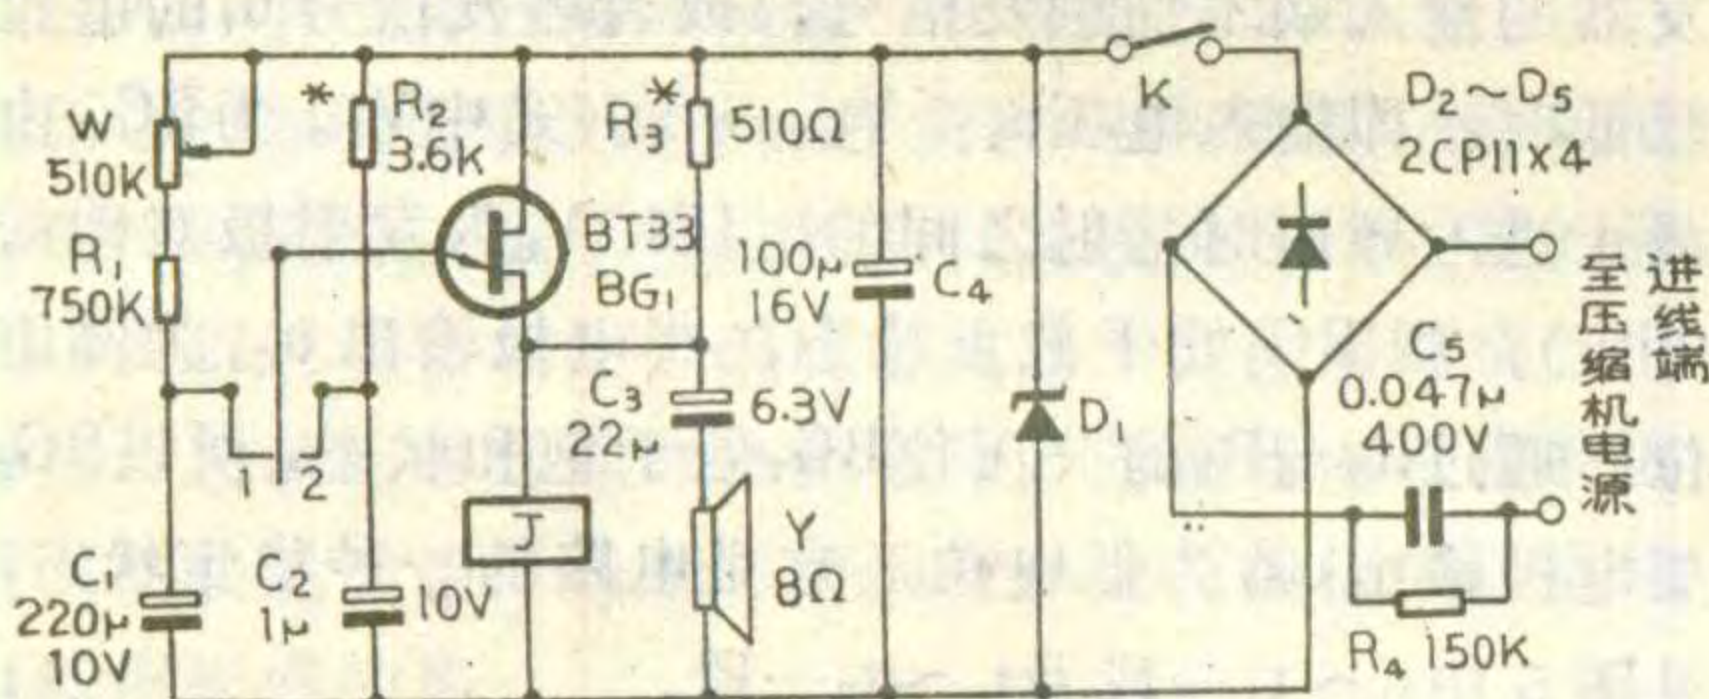 W
510K
R₁
750K
*
R₂
3.6K
BT33
BG₁
R₃
*
510Ω
100μ
16V
C₄
K
D₂~D₅
2CP11×4
进线端
全压缩机电源
C₅
0.047μ
400V
R₄ 150K
D₁
C₃
22μ
6.3V
Y
8Ω
J
1 2
C₁
220μ
10V
C₂
1μ
10V